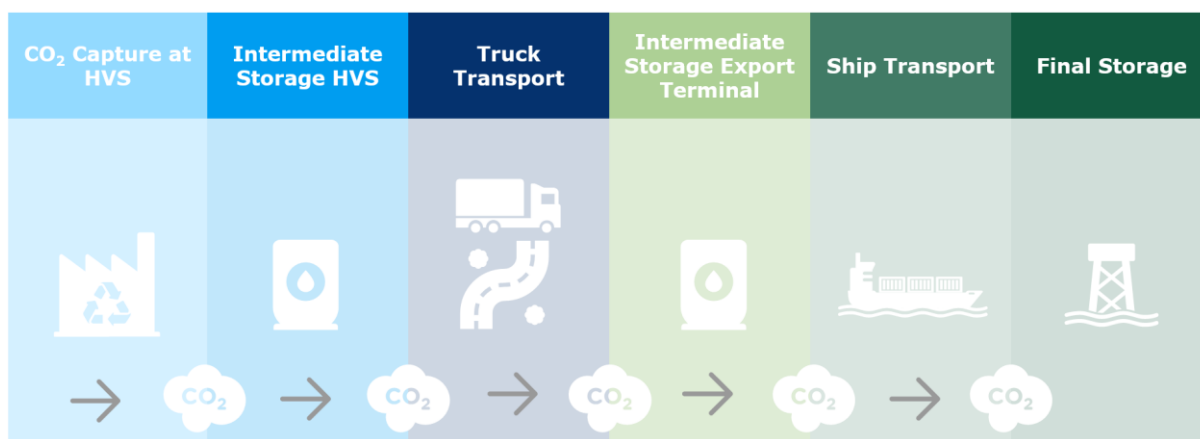 CO₂ Capture at
HVS
Intermediate
Storage HVS
Truck
Transport
Intermediate
Storage Export
Terminal
Ship Transport
Final Storage
CO₂
CO₂
CO₂
CO₂
CO₂